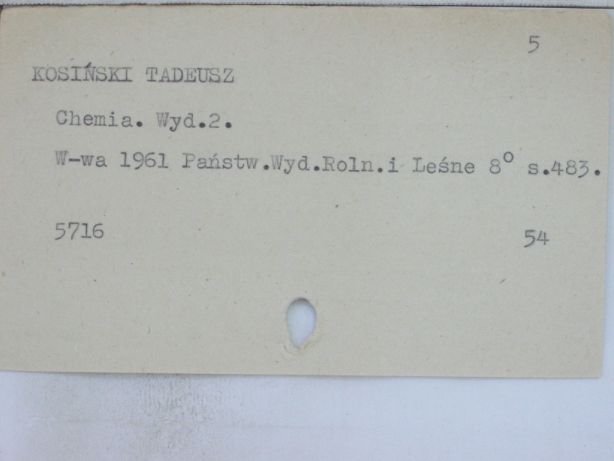 5
KOSIŃSKI TADEUSZ
Chemia. Wyd.2.
W-wa 1961 Państw.Wyd.Roln.i Leśne 8° s.483.
5716 54